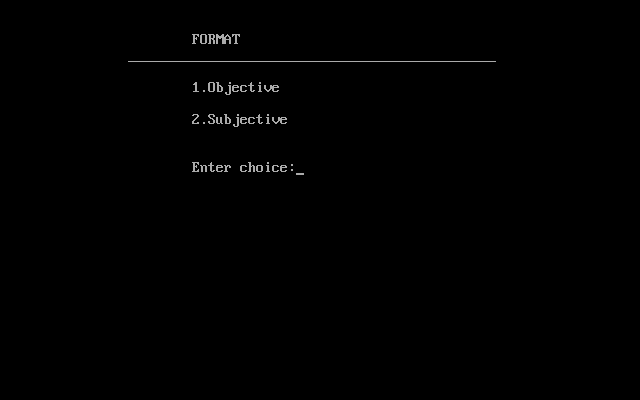 FORMAT
1.Objective
2.Subjective
Enter choice:_